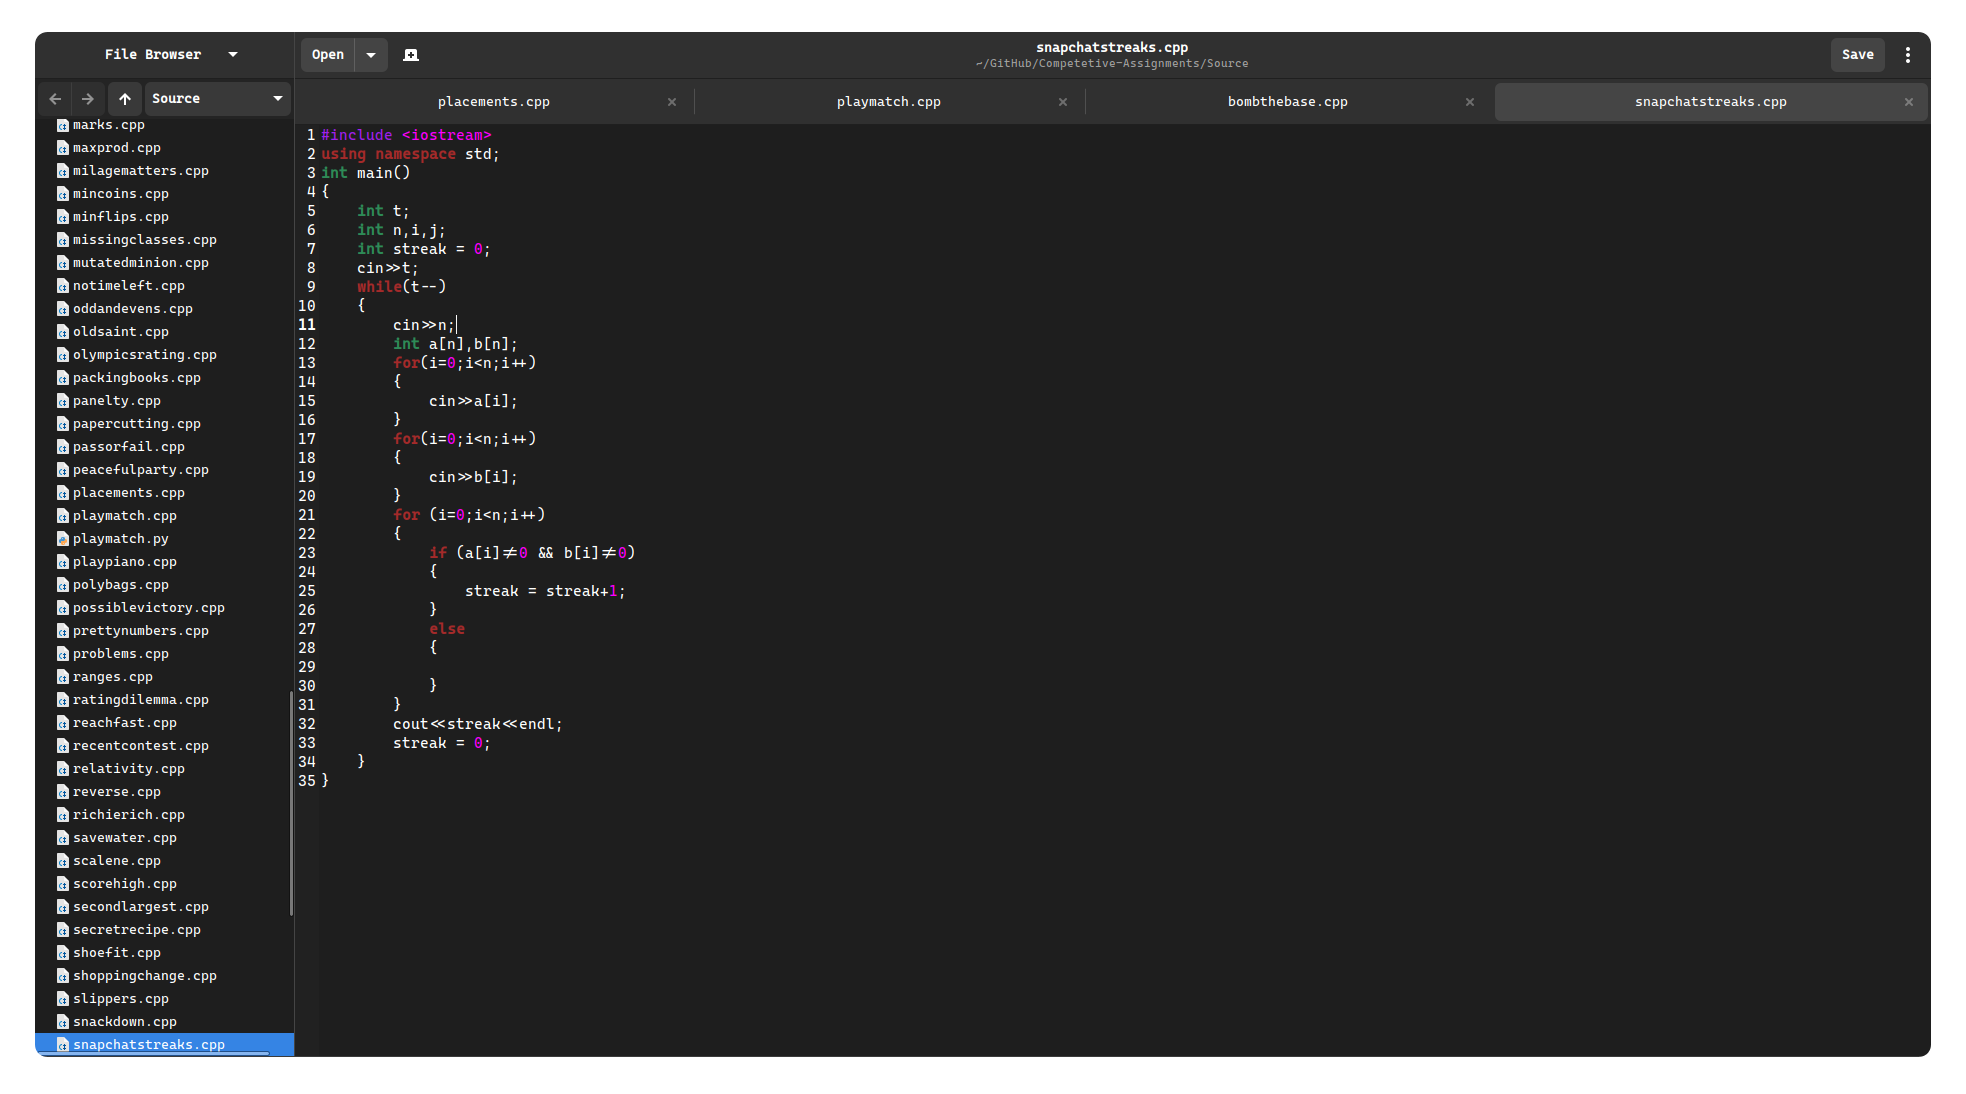 File Browser
Open
snapchatstreaks.cpp
~/GitHub/Competetive-Assignments/Source
Save
Source
placements.cpp
playmatch.cpp
bombthebase.cpp
snapchatstreaks.cpp
marks.cpp
maxprod.cpp
milagematters.cpp
mincoins.cpp
minflips.cpp
missingclasses.cpp
mutatedminion.cpp
notimeleft.cpp
oddandevens.cpp
oldsaint.cpp
olympicsrating.cpp
packingbooks.cpp
panelty.cpp
papercutting.cpp
passorfail.cpp
peacefulparty.cpp
placements.cpp
playmatch.cpp
playmatch.py
playpiano.cpp
polybags.cpp
possiblevictory.cpp
prettynumbers.cpp
problems.cpp
ranges.cpp
ratingdilemma.cpp
reachfast.cpp
recentcontest.cpp
relativity.cpp
reverse.cpp
richierich.cpp
savewater.cpp
scalene.cpp
scorehigh.cpp
secondlargest.cpp
secretrecipe.cpp
shoefit.cpp
shoppingchange.cpp
slippers.cpp
snackdown.cpp
snapchatstreaks.cpp
1 #include <iostream>
2 using namespace std;
3 int main()
4 {
5     int t;
6     int n,i,j;
7     int streak = 0;
8     cin>>t;
9     while(t--)
10     {
11         cin>>n;
12         int a[n],b[n];
13         for(i=0;i<n;i++)
14         {
15             cin>>a[i];
16         }
17         for(i=0;i<n;i++)
18         {
19             cin>>b[i];
20         }
21         for (i=0;i<n;i++)
22         {
23             if (a[i]!=0 && b[i]!=0)
24             {
25                 streak = streak+1;
26             }
27             else
28             {
29
30             }
31         }
32         cout<<streak<<endl;
33         streak = 0;
34     }
35 }